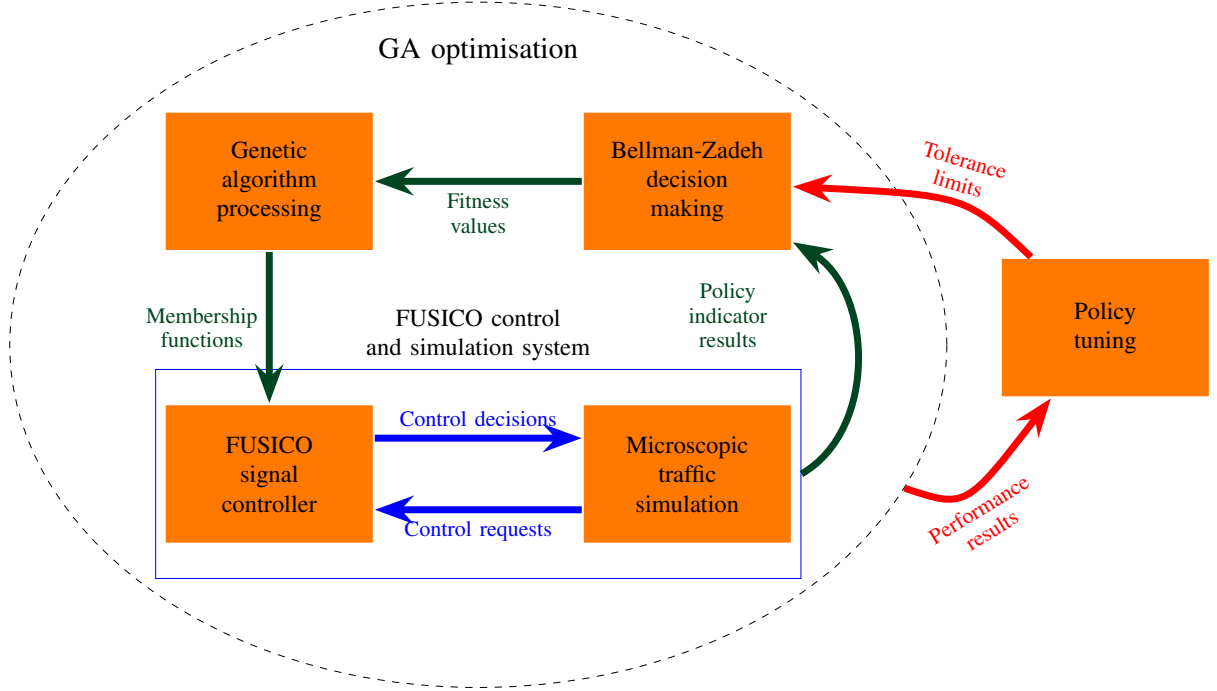 GA optimisation
Genetic
algorithm
processing
Bellman-Zadeh
decision
making
Fitness
values
Tolerance
limits
Policy
tuning
Membership
functions
FUSICO control
and simulation system
Policy
indicator
results
FUSICO
signal
controller
Control decisions
Control requests
Microscopic
traffic
simulation
Performance
results